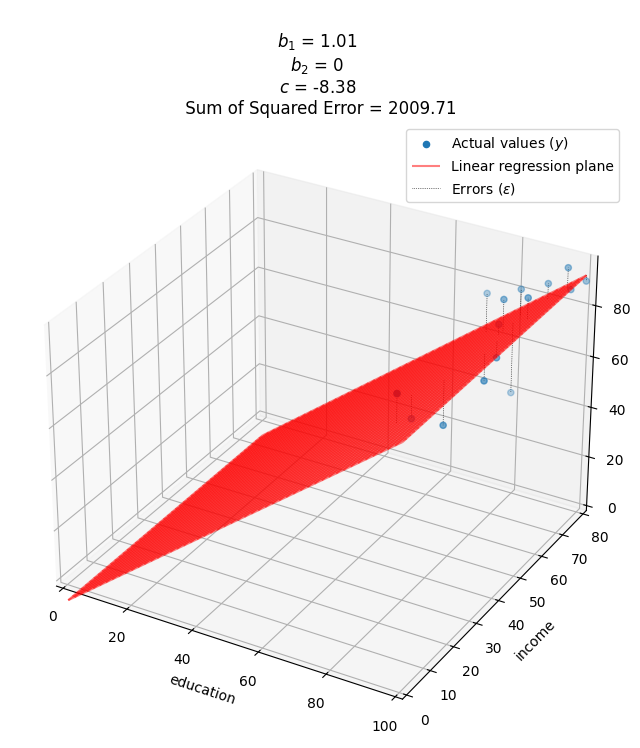 b₁ = 1.01
b₂ = 0
c = -8.38
Sum of Squared Error = 2009.71
Actual values (y)
Linear regression plane
Errors (ε)
80
60
40
20
0
0
20
40
60
80
100
education
0
10
20
30
40
50
60
70
80
income